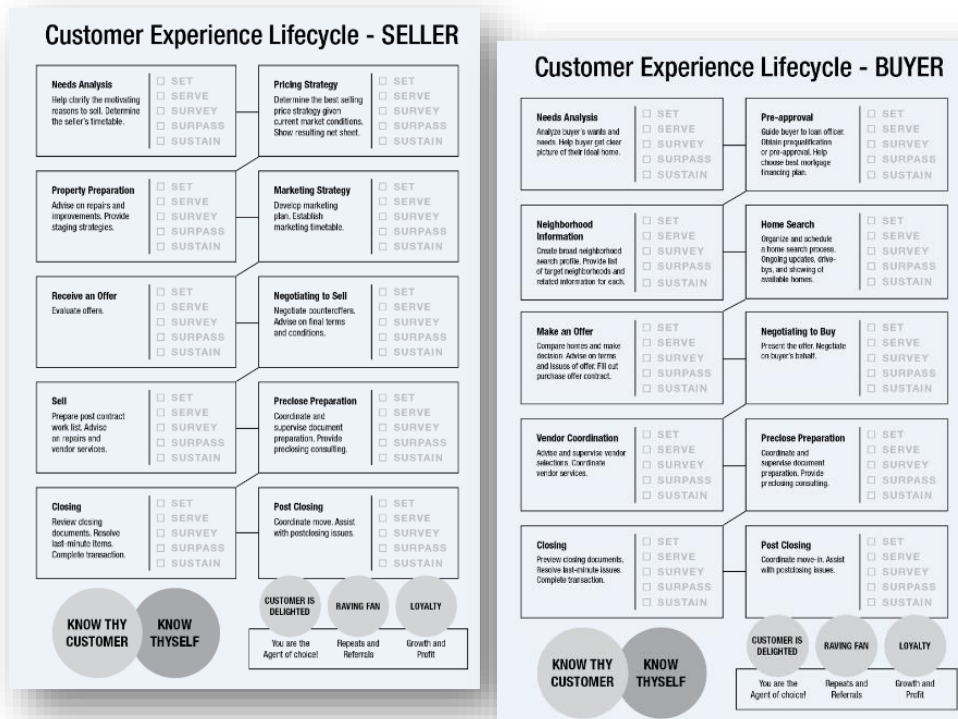 Customer Experience Lifecycle - SELLER
Needs Analysis
Help clarify the motivating
reasons to sell. Determine
the seller's timetable.
☐ SET
☐ SERVE
☐ SURVEY
☐ SURPASS
☐ SUSTAIN
Pricing Strategy
Determine the best selling
price strategy given
current market conditions.
Show resulting net sheet.
☐ SET
☐ SERVE
☐ SURVEY
☐ SURPASS
☐ SUSTAIN
Property Preparation
Advise on repairs and
improvements. Provide
staging strategies.
☐ SET
☐ SERVE
☐ SURVEY
☐ SURPASS
☐ SUSTAIN
Marketing Strategy
Develop marketing
plan. Establish
marketing timetable.
☐ SET
☐ SERVE
☐ SURVEY
☐ SURPASS
☐ SUSTAIN
Receive an Offer
Evaluate offers.
☐ SET
☐ SERVE
☐ SURVEY
☐ SURPASS
☐ SUSTAIN
Negotiating to Sell
Negotiate counteroffers.
Advise on final terms
and conditions.
☐ SET
☐ SERVE
☐ SURVEY
☐ SURPASS
☐ SUSTAIN
Sell
Prepare post contract
work list. Advise
on repairs and
vendor services.
☐ SET
☐ SERVE
☐ SURVEY
☐ SURPASS
☐ SUSTAIN
Preclose Preparation
Coordinate and
supervise document
preparation. Provide
preclosing consulting.
☐ SET
☐ SERVE
☐ SURVEY
☐ SURPASS
☐ SUSTAIN
Closing
Review closing
documents. Resolve
last-minute items.
Complete transaction.
☐ SET
☐ SERVE
☐ SURVEY
☐ SURPASS
☐ SUSTAIN
Post Closing
Coordinate move. Assist
with postclosing issues.
☐ SET
☐ SERVE
☐ SURVEY
☐ SURPASS
☐ SUSTAIN
KNOW THY
CUSTOMER
KNOW
THYSELF
CUSTOMER IS
DELIGHTED
RAVING FAN
LOYALTY
You are the
Agent of choice!
Repeats and
Referrals
Growth and
Profit
Customer Experience Lifecycle - BUYER
Needs Analysis
Analyze buyer's wants and
needs. Help buyer get clear
picture of their ideal home.
☐ SET
☐ SERVE
☐ SURVEY
☐ SURPASS
☐ SUSTAIN
Pre-approval
Guide buyer to loan officer.
Obtain prequalification
or pre-approval. Help
choose best mortgage
financing plan.
☐ SET
☐ SERVE
☐ SURVEY
☐ SURPASS
☐ SUSTAIN
Neighborhood
Information
Create broad neighborhood
search profile. Provide list
of target neighborhoods and
related information for each.
☐ SET
☐ SERVE
☐ SURVEY
☐ SURPASS
☐ SUSTAIN
Home Search
Organize and schedule
a home search process.
Ongoing updates, drive-
bys, and showing of
available homes.
☐ SET
☐ SERVE
☐ SURVEY
☐ SURPASS
☐ SUSTAIN
Make an Offer
Compare homes and make
decision. Advise on terms
and issues of offer. Fill out
purchase offer contract.
☐ SET
☐ SERVE
☐ SURVEY
☐ SURPASS
☐ SUSTAIN
Negotiating to Buy
Present the offer. Negotiate
on buyer's behalf.
☐ SET
☐ SERVE
☐ SURVEY
☐ SURPASS
☐ SUSTAIN
Vendor Coordination
Advise and supervise vendor
selections. Coordinate
vendor services.
☐ SET
☐ SERVE
☐ SURVEY
☐ SURPASS
☐ SUSTAIN
Preclose Preparation
Coordinate and
supervise document
preparation. Provide
preclosing consulting.
☐ SET
☐ SERVE
☐ SURVEY
☐ SURPASS
☐ SUSTAIN
Closing
Preview closing documents.
Resolve last-minute issues.
Complete transaction.
☐ SET
☐ SERVE
☐ SURVEY
☐ SURPASS
☐ SUSTAIN
Post Closing
Coordinate move-in. Assist
with postclosing issues.
☐ SET
☐ SERVE
☐ SURVEY
☐ SURPASS
☐ SUSTAIN
KNOW THY
CUSTOMER
KNOW
THYSELF
CUSTOMER IS
DELIGHTED
RAVING FAN
LOYALTY
You are the
Agent of choice!
Repeats and
Referrals
Growth and
Profit